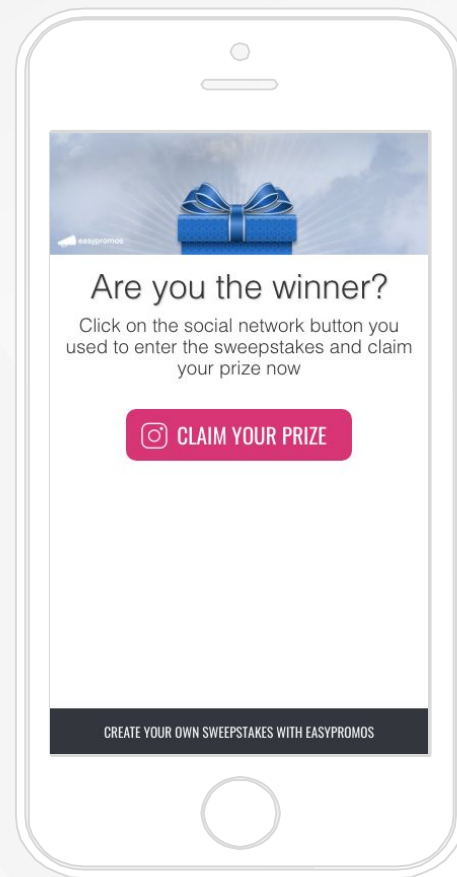 easypromos
Are you the winner?
Click on the social network button you
used to enter the sweepstakes and claim
your prize now
CLAIM YOUR PRIZE
CREATE YOUR OWN SWEEPSTAKES WITH EASYPROMOS